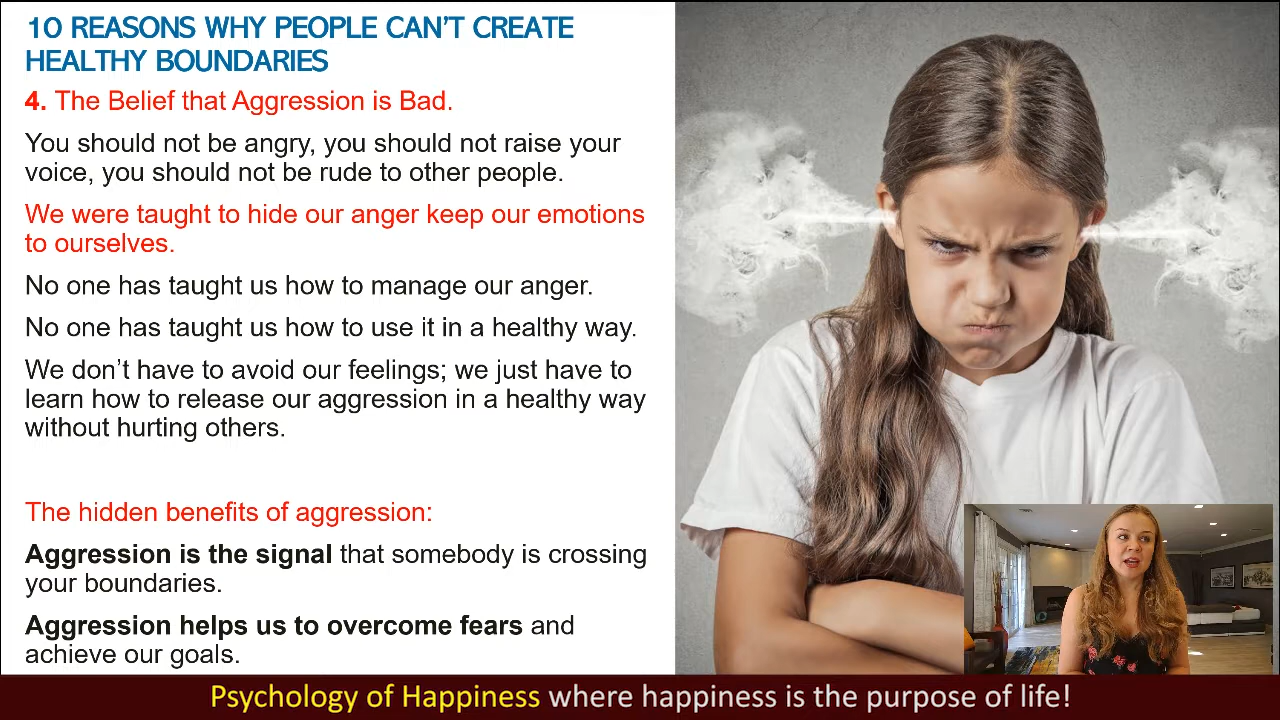 10 REASONS WHY PEOPLE CAN’T CREATE
HEALTHY BOUNDARIES
4. The Belief that Aggression is Bad.
You should not be angry, you should not raise your
voice, you should not be rude to other people.
We were taught to hide our anger keep our emotions
to ourselves.
No one has taught us how to manage our anger.
No one has taught us how to use it in a healthy way.
We don’t have to avoid our feelings; we just have to
learn how to release our aggression in a healthy way
without hurting others.
The hidden benefits of aggression:
Aggression is the signal that somebody is crossing
your boundaries.
Aggression helps us to overcome fears and
achieve our goals.
Psychology of Happiness where happiness is the purpose of life!